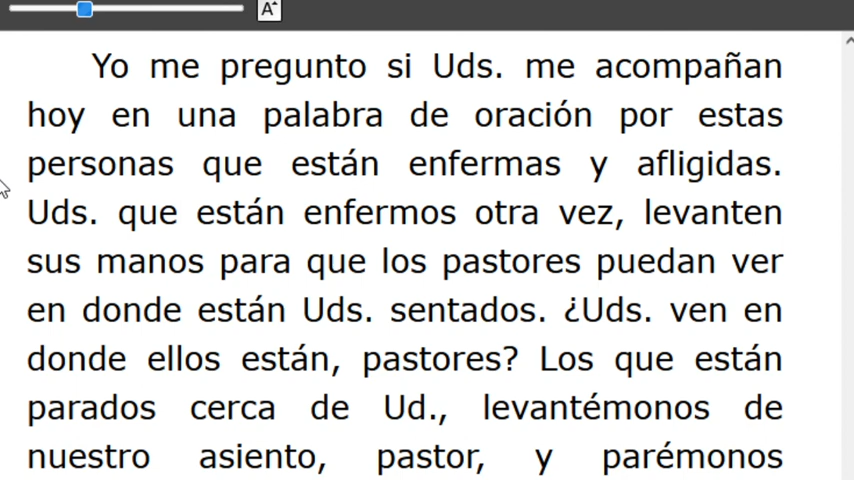 A
Yo me pregunto si Uds. me acompañan
hoy en una palabra de oración por estas
personas que están enfermas y afligidas.
Uds. que están enfermos otra vez, levanten
sus manos para que los pastores puedan ver
en donde están Uds. sentados. ¿Uds. ven en
donde ellos están, pastores? Los que están
parados cerca de Ud., levantémonos de
nuestro asiento, pastor, y parémonos